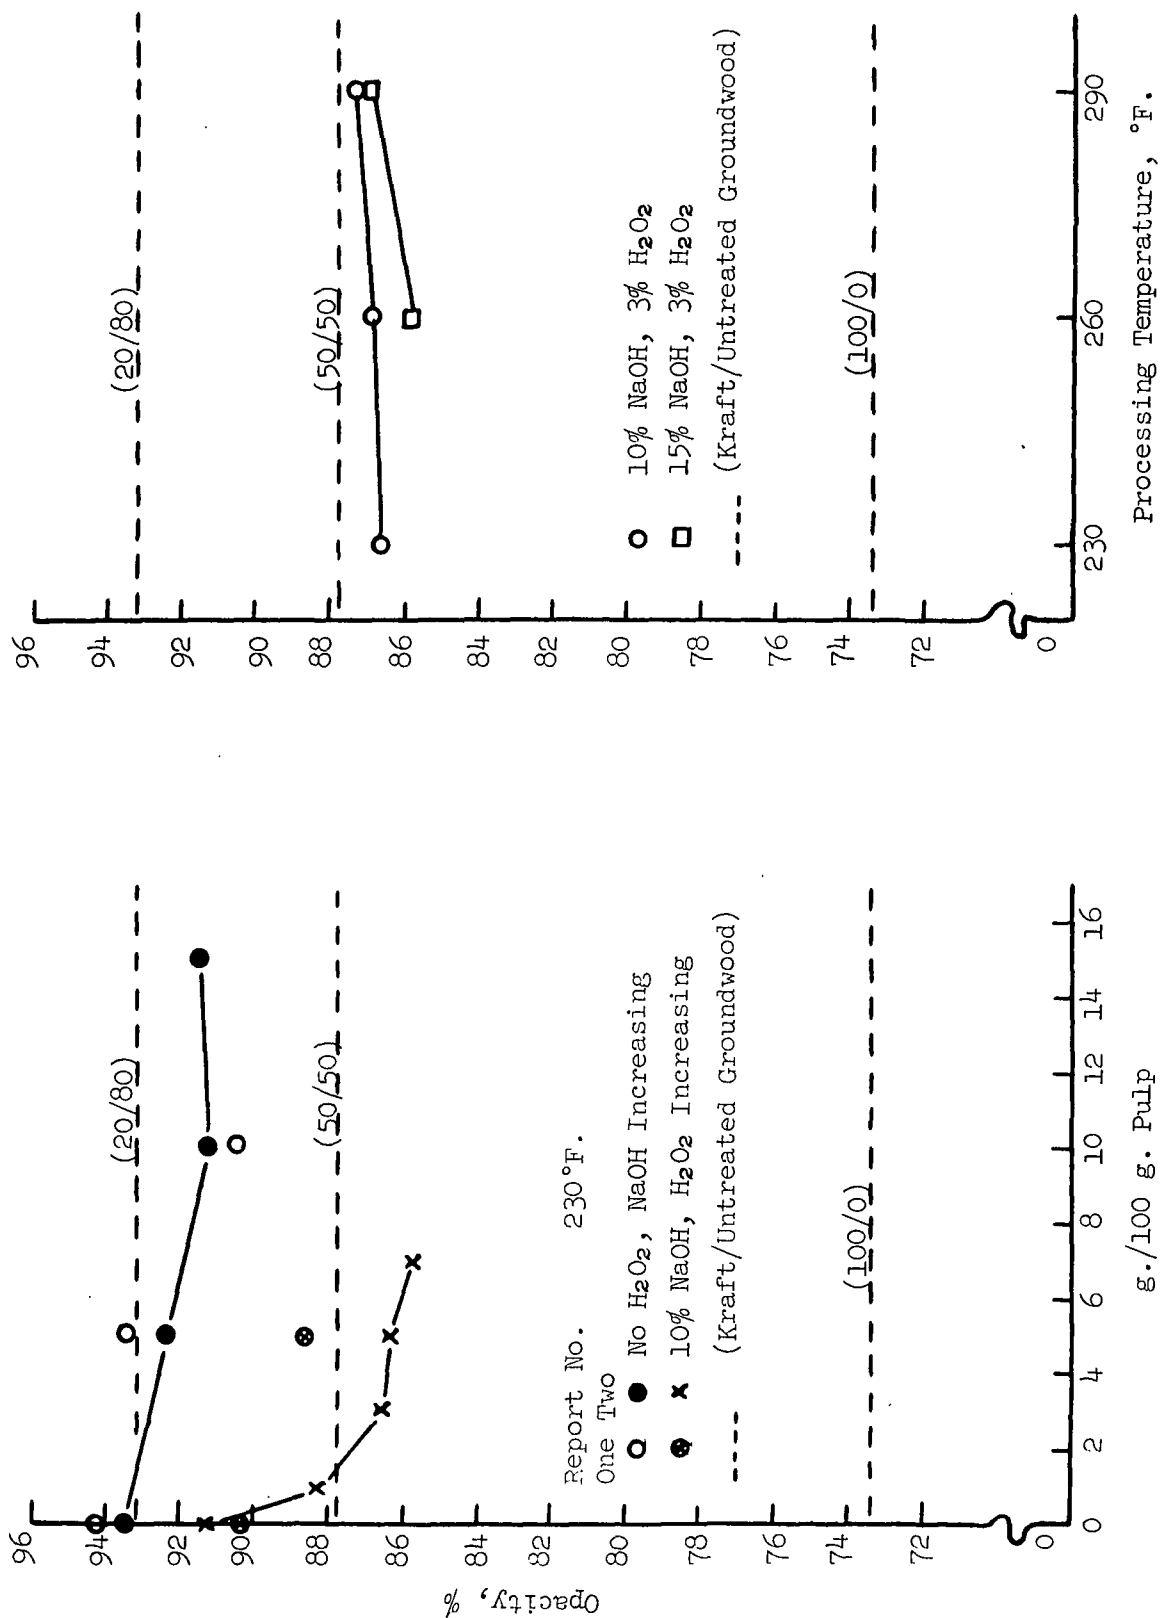 Opacity, %
96
94
92
90
88
86
84
82
80
78
76
74
72
0
(20/80)
(50/50)
Report No. 230°F.
One Two
No H2O2, NaOH Increasing
10% NaOH, H2O2 Increasing
(Kraft/Untreated Groundwood)
(100/0)
0 2 4 6 8 10 12 14 16
g./100 g. Pulp
96
94
92
90
88
86
84
82
80
78
76
74
72
0
(20/80)
(50/50)
10% NaOH, 3% H2O2
15% NaOH, 3% H2O2
(Kraft/Untreated Groundwood)
(100/0)
230 260 290
Processing Temperature, °F.